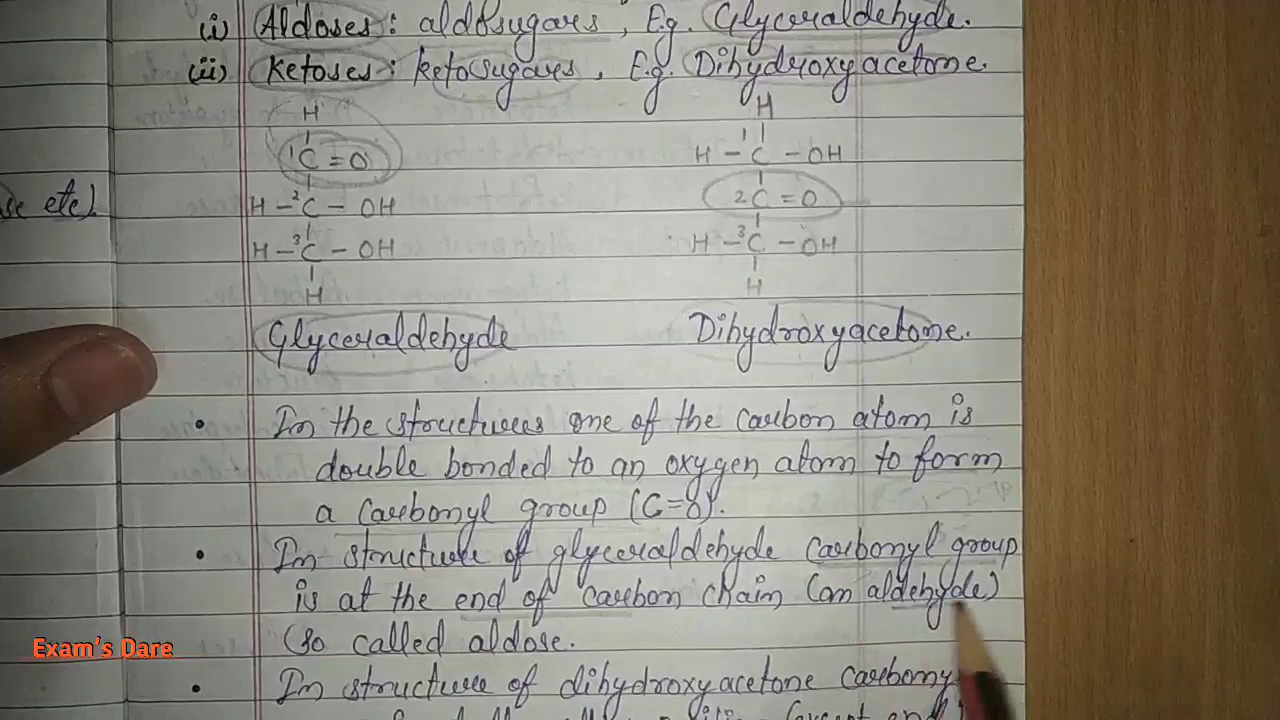 (i) Aldoses: aldosugars, E.g. Glyceraldehyde.
(ii) Ketoses: ketosugars, E.g. Dihydroxyacetone.
H
1C=O
H-2C-OH
H-3C-OH
H
Glyceraldehyde
H
H-1C-OH
2C=O
H-3C-OH
H
Dihydroxyacetone.
etc).
• In the structures one of the carbon atom is
double bonded to an oxygen atom to form
a carbonyl group (C=O).
• In structure of glyceraldehyde carbonyl group
is at the end of carbon chain (an aldehyde)
(so called aldose.
• In structure of dihydroxyacetone carbony
Exam's Dare